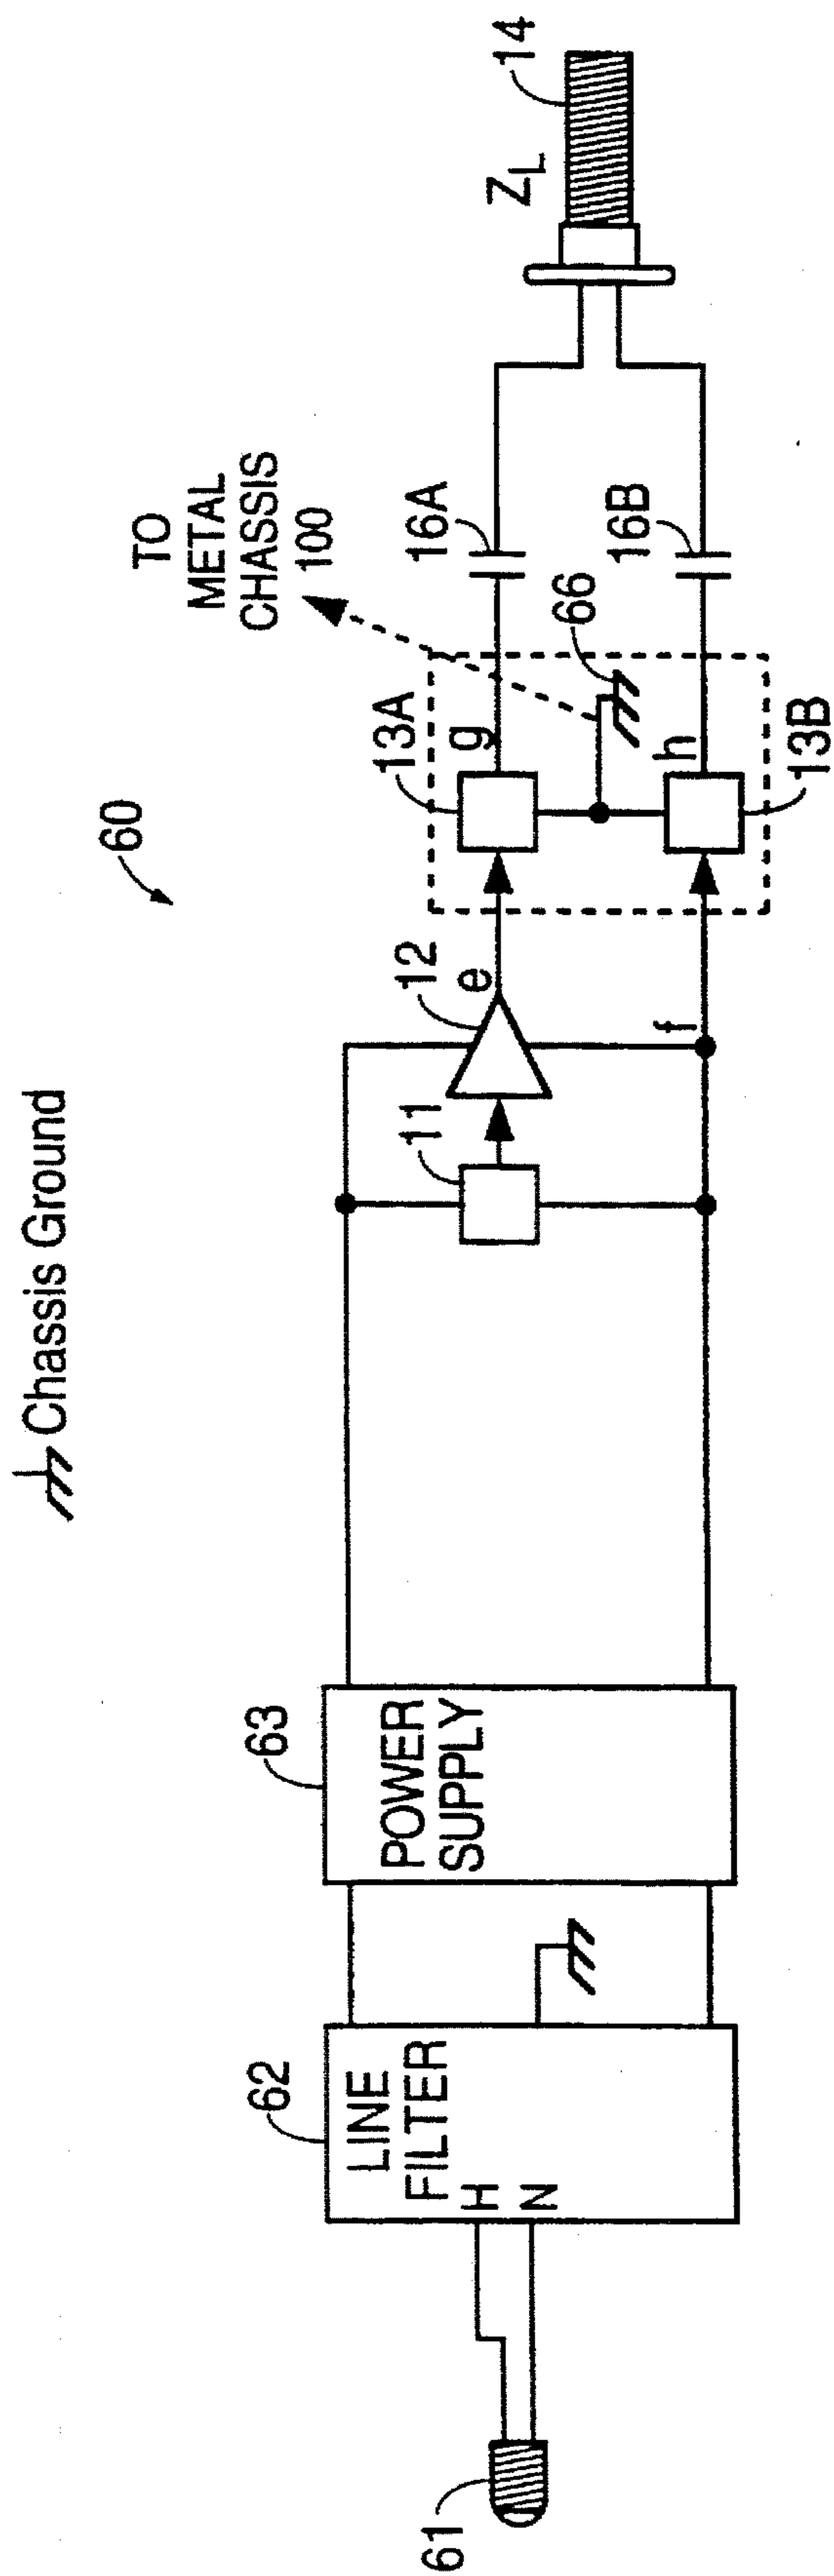 Chassis Ground
60
TO
METAL
CHASSIS
100
61
62
LINE
FILTER
H
N
63
POWER
SUPPLY
11
12
e
f
13A
g
h
13B
66
16A
16B
Z_L
14